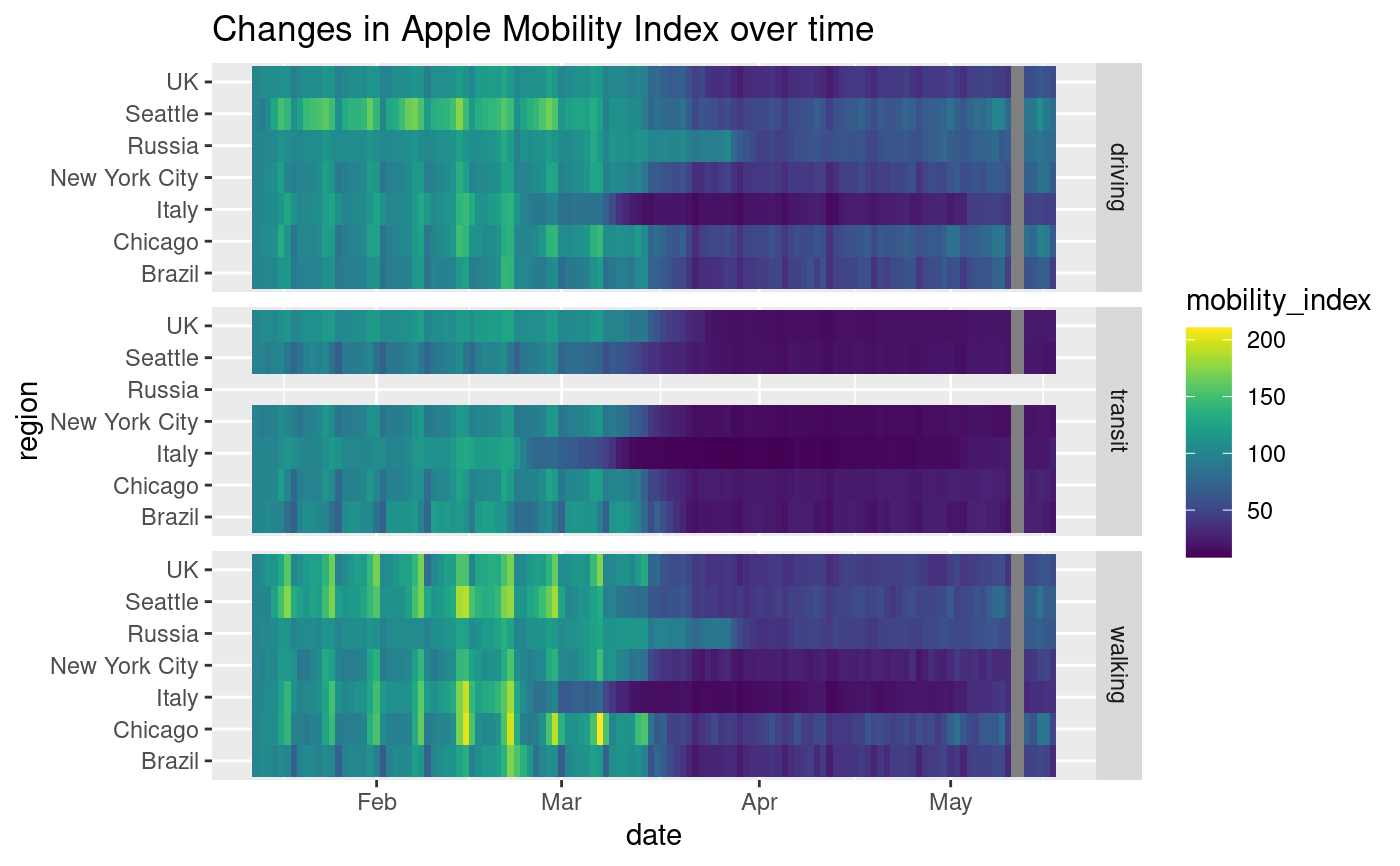 Changes in Apple Mobility Index over time
UK
Seattle
Russia
New York City
Italy
Chicago
Brazil
driving
UK
Seattle
Russia
New York City
Italy
Chicago
Brazil
transit
UK
Seattle
Russia
New York City
Italy
Chicago
Brazil
walking
region
Feb
Mar
Apr
May
date
mobility_index
200
150
100
50